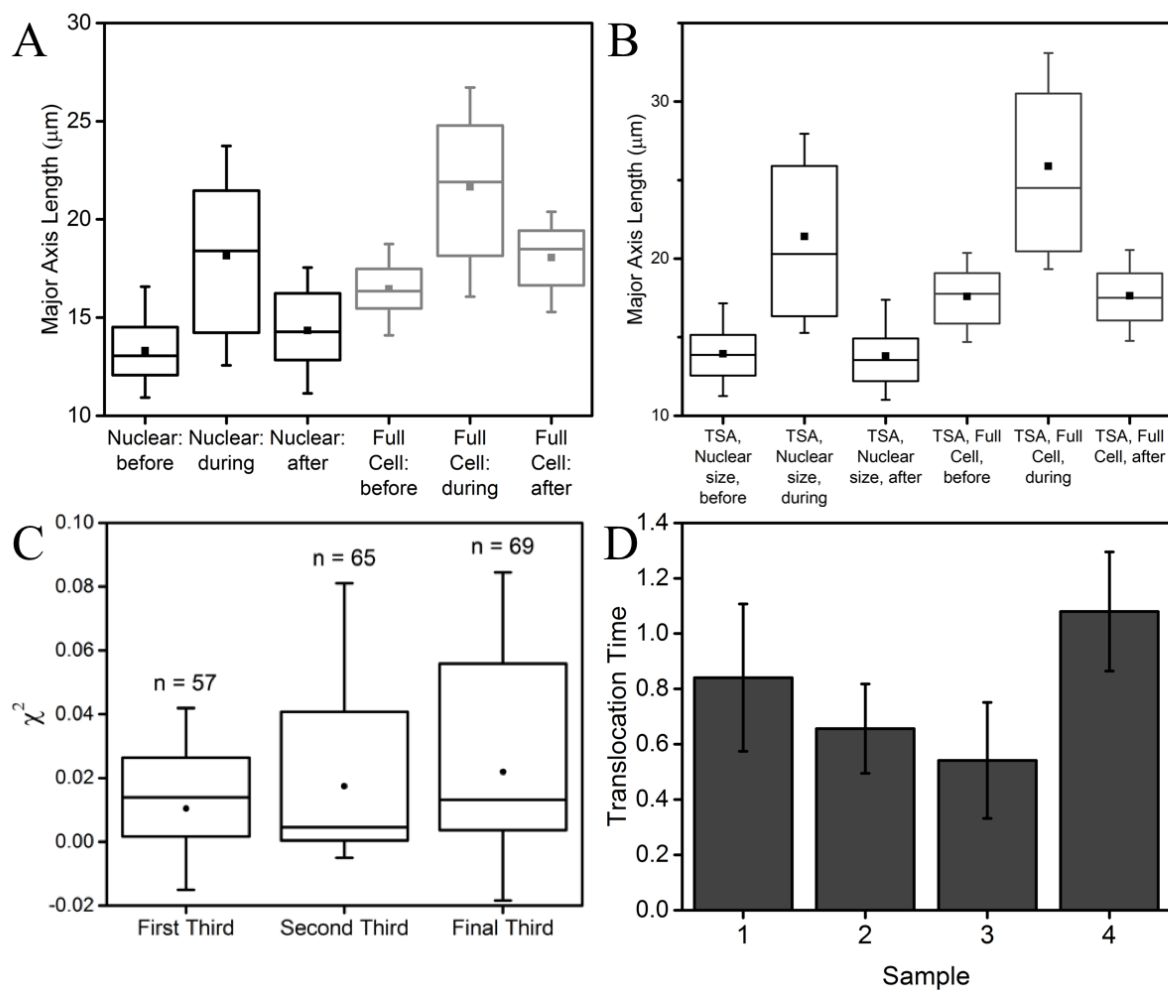 A
Major Axis Length (μm)
30
25
20
15
10
Nuclear:
before
Nuclear:
during
Nuclear:
after
Full
Cell:
before
Full
Cell:
during
Full
Cell:
after
B
Major Axis Length (μm)
30
20
10
TSA,
Nuclear
size,
before
TSA,
Nuclear
size,
during
TSA,
Nuclear
size, after
TSA, Full
Cell,
before
TSA, Full
Cell,
during
TSA, Full
Cell, after
C
χ²
0.10
0.08
0.06
0.04
0.02
0.00
-0.02
n = 57
n = 65
n = 69
First Third
Second Third
Final Third
D
Translocation Time
1.4
1.2
1.0
0.8
0.6
0.4
0.2
0.0
1
2
3
4
Sample